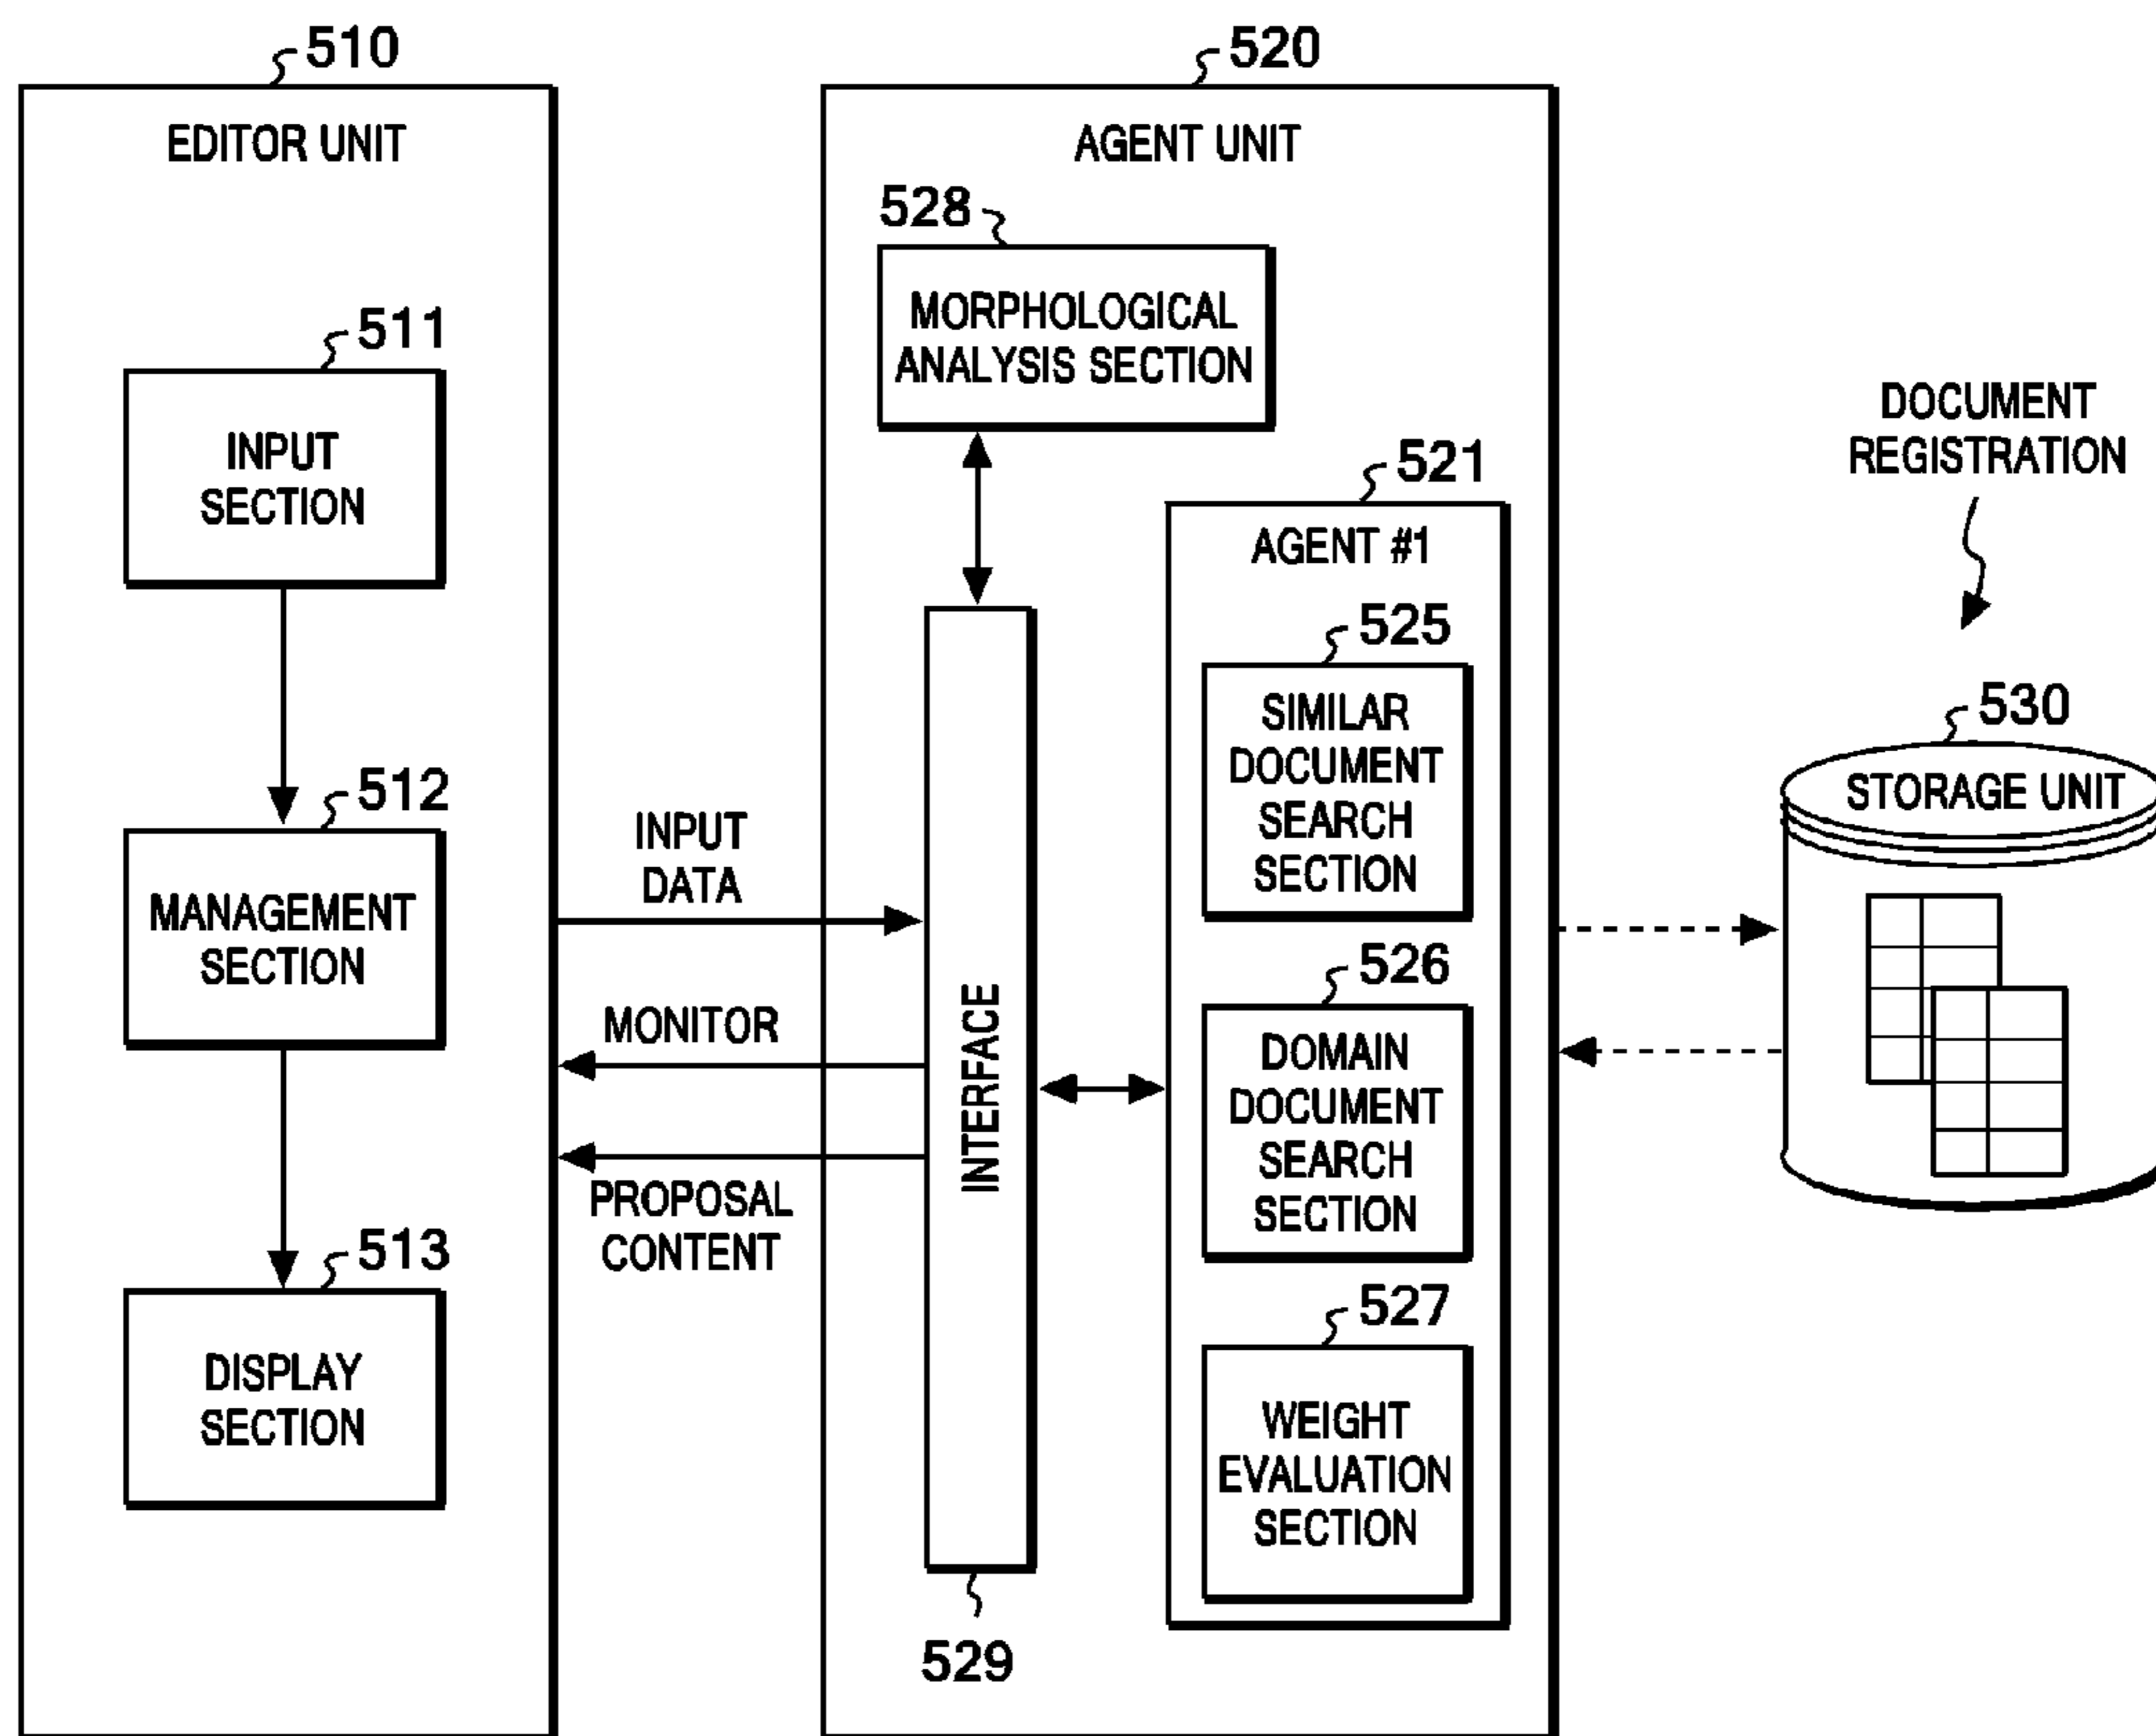 510
EDITOR UNIT
511
INPUT
SECTION
512
MANAGEMENT
SECTION
513
DISPLAY
SECTION
INPUT
DATA
MONITOR
PROPOSAL
CONTENT
520
AGENT UNIT
528
MORPHOLOGICAL
ANALYSIS SECTION
INTERFACE
529
521
AGENT #1
525
SIMILAR
DOCUMENT
SEARCH
SECTION
526
DOMAIN
DOCUMENT
SEARCH
SECTION
527
WEIGHT
EVALUATION
SECTION
DOCUMENT
REGISTRATION
530
STORAGE UNIT